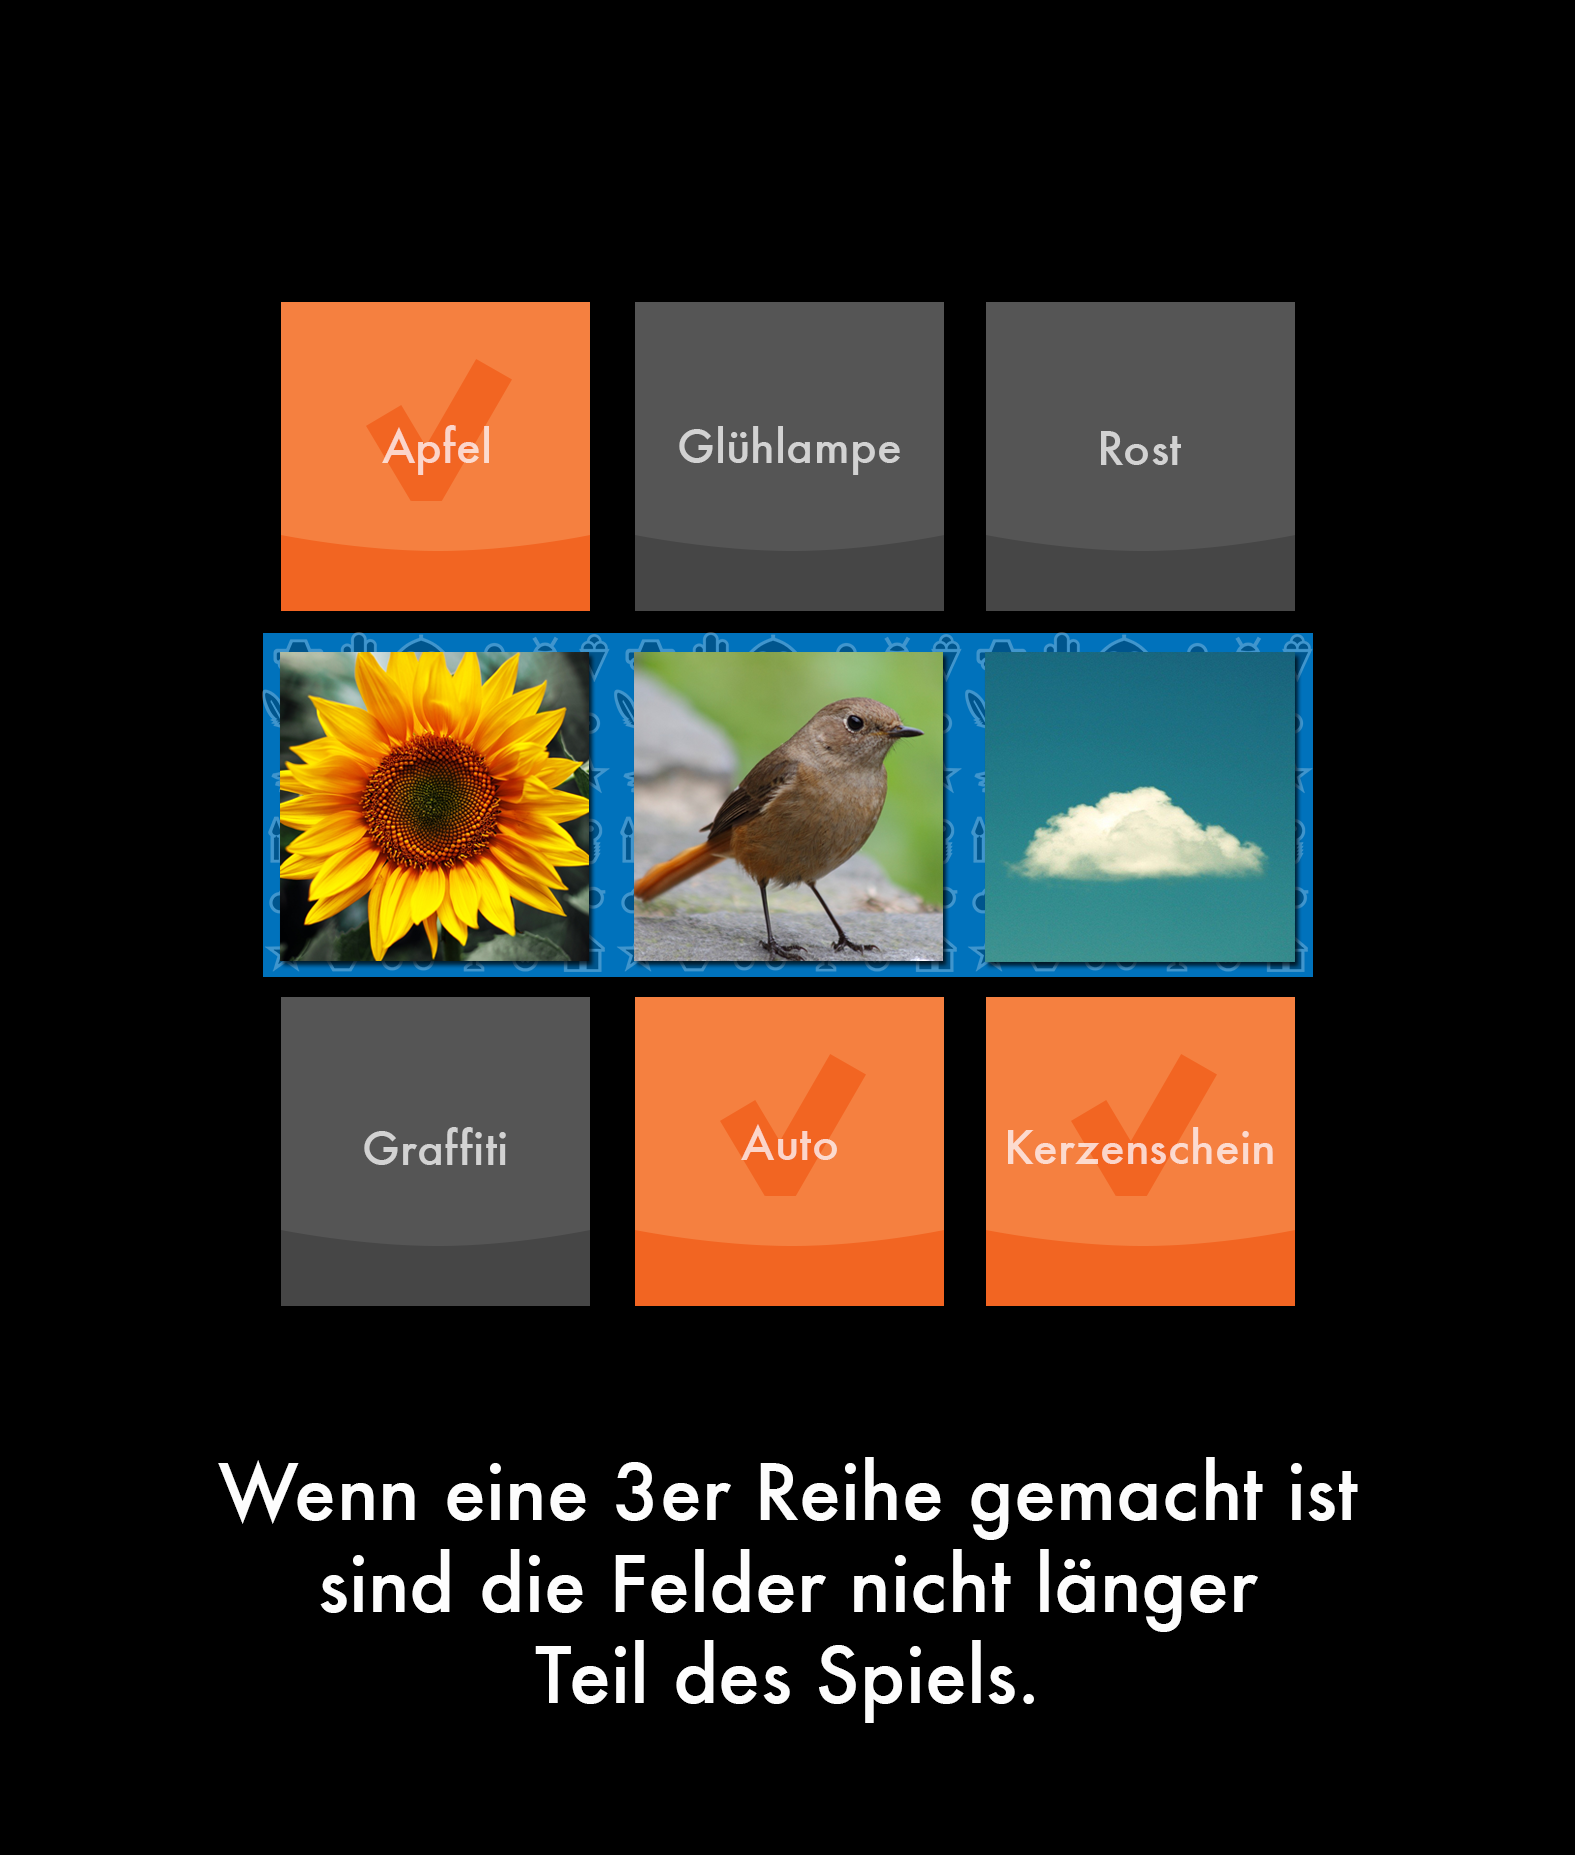 Apfel
Glühlampe
Rost
Graffiti
Auto
Kerzenschein
Wenn eine 3er Reihe gemacht ist
sind die Felder nicht länger
Teil des Spiels.